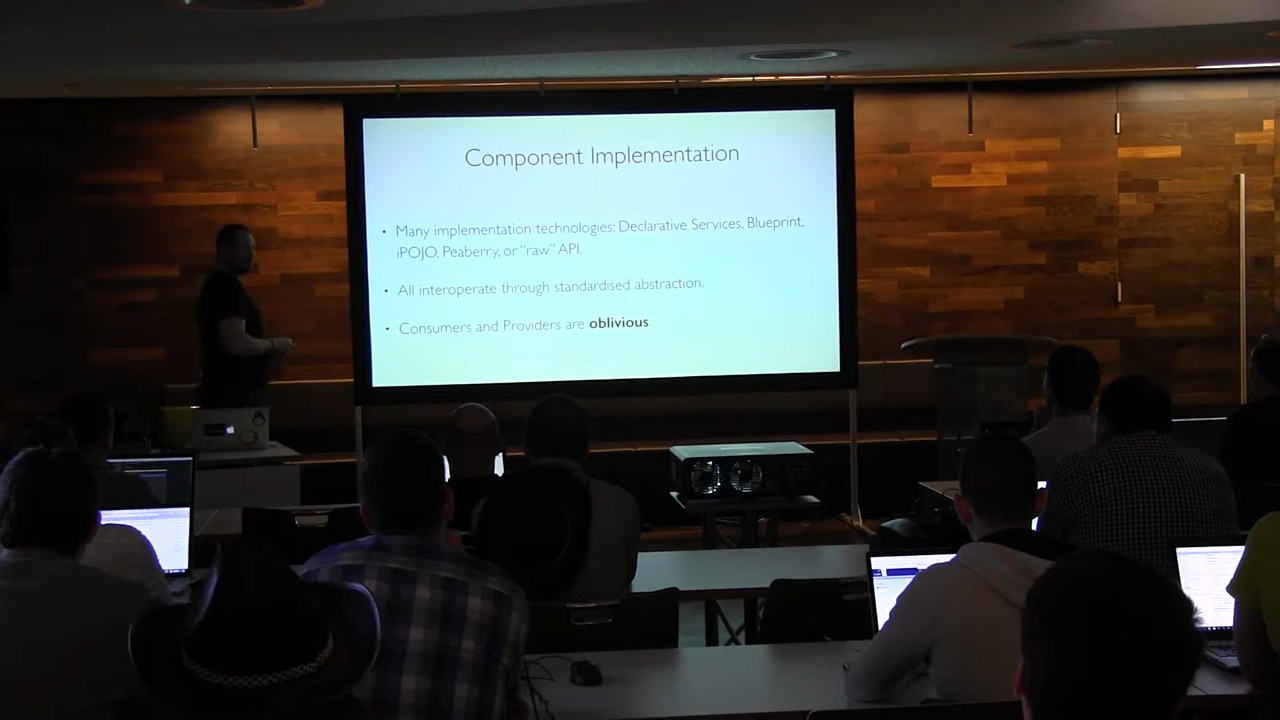 Component Implementation
• Many implementation technologies: Declarative Services, Blueprint,
iPOJO, Peaberry, or “raw” API.
• All interoperate through standardised abstraction.
• Consumers and Providers are oblivious.